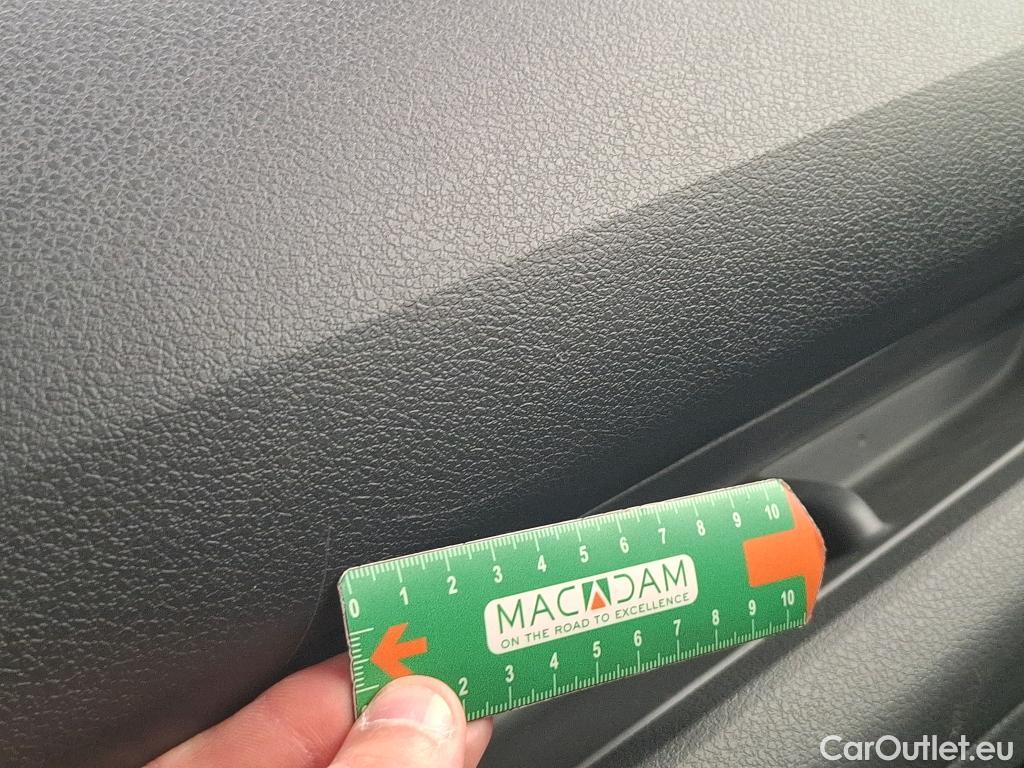 0 1 2 3 4 5 6 7 8 9 10
MACADAM
ON THE ROAD TO EXCELLENCE
2 3 4 5 6 7 8 9 10
CarOutlet.eu